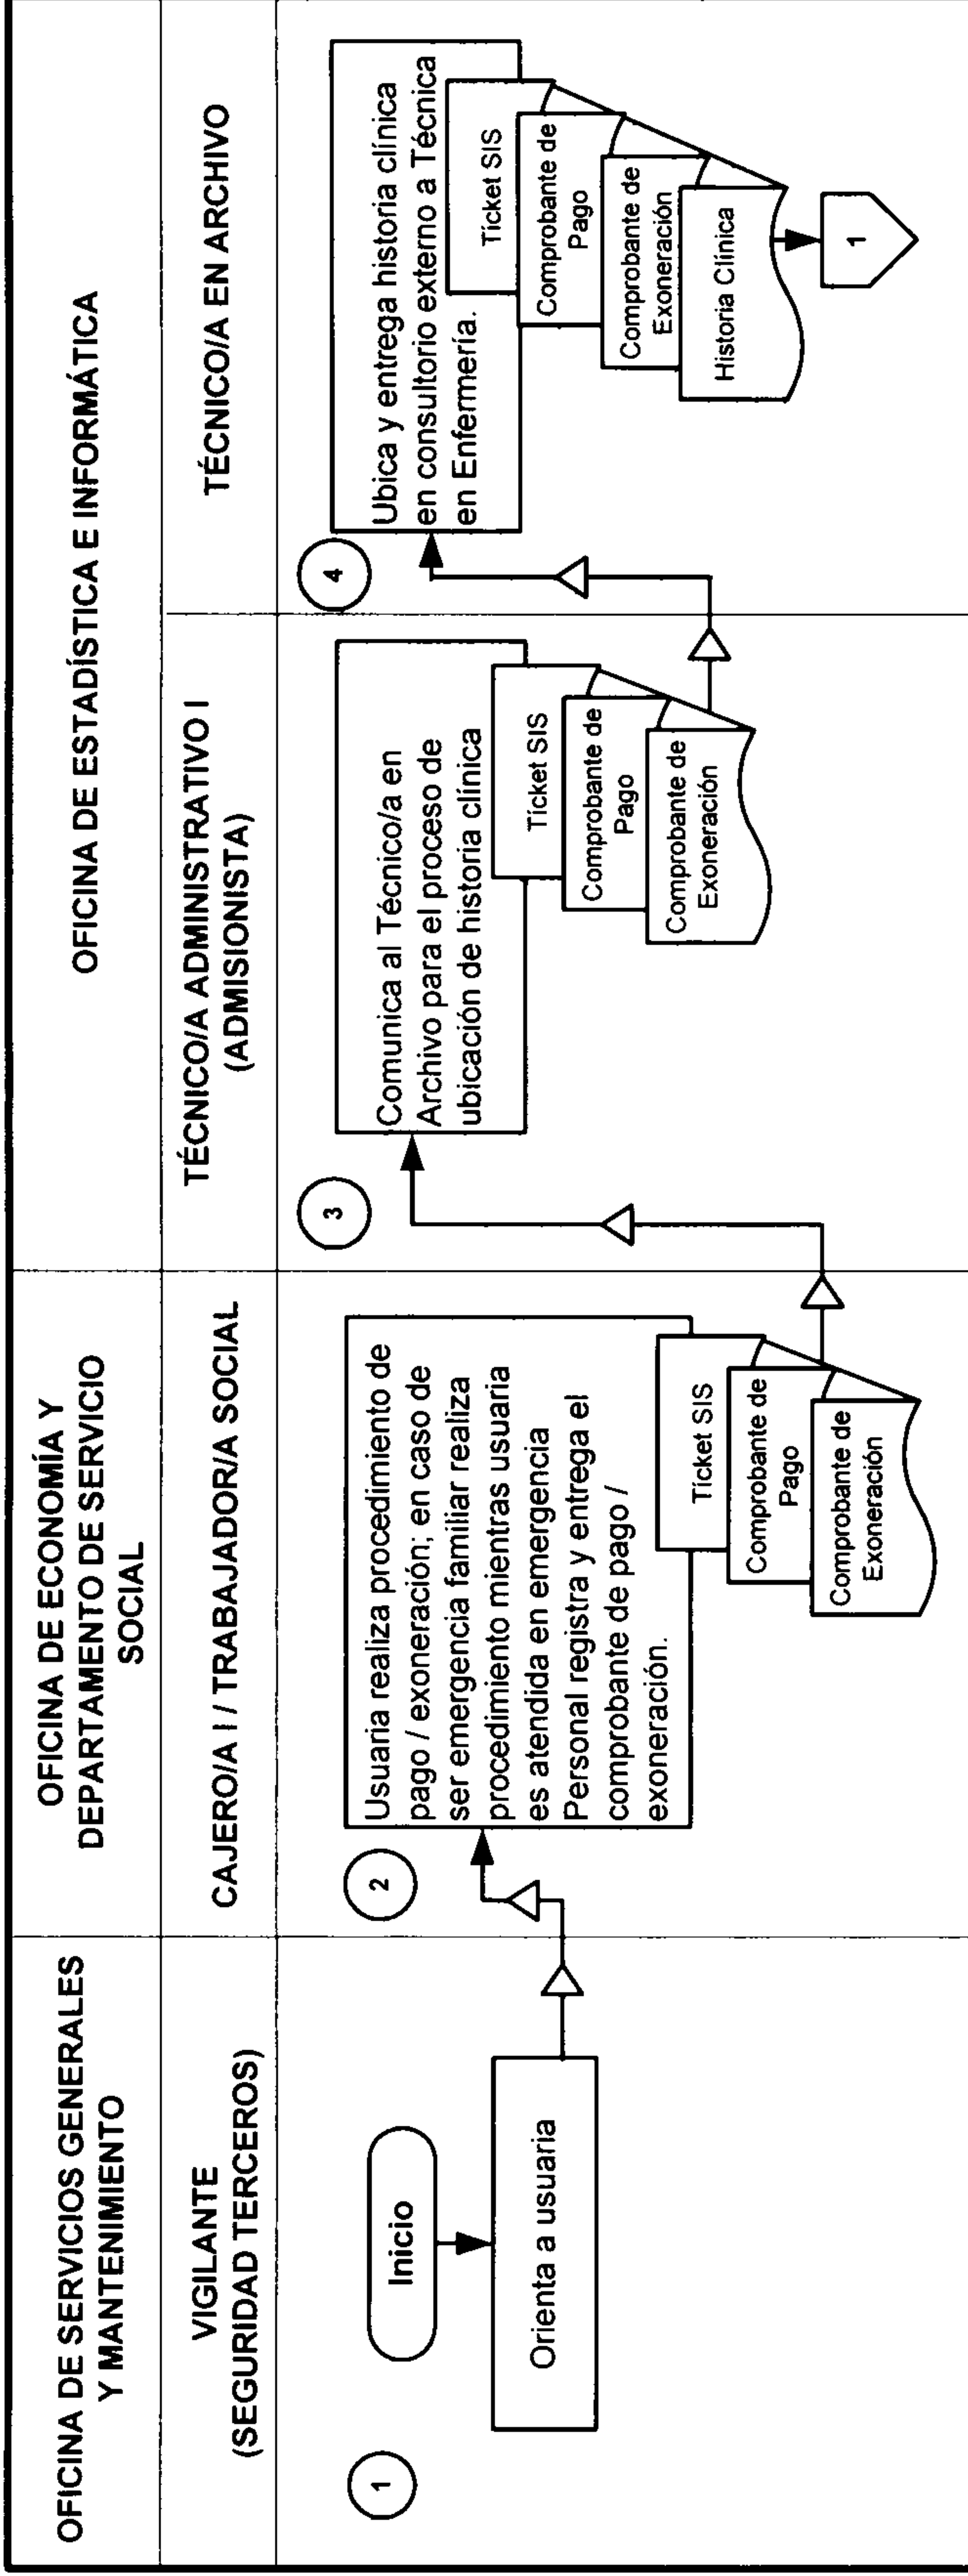 OFICINA DE SERVICIOS GENERALES
Y MANTENIMIENTO
OFICINA DE ECONOMÍA Y
DEPARTAMENTO DE SERVICIO
SOCIAL
OFICINA DE ESTADÍSTICA E INFORMÁTICA
VIGILANTE
(SEGURIDAD TERCEROS)
CAJERO/A I / TRABAJADOR/A SOCIAL
TÉCNICO/A ADMINISTRATIVO I
(ADMISIONISTA)
TÉCNICO/A EN ARCHIVO
1
Inicio
Orienta a usuaria
2
Usuaria realiza procedimiento de
pago / exoneración; en caso de
ser emergencia familiar realiza
procedimiento mientras usuaria
es atendida en emergencia
Personal registra y entrega el
comprobante de pago /
exoneración.
Ticket SIS
Comprobante de
Pago
Comprobante de
Exoneración
3
Comunica al Técnico/a en
Archivo para el proceso de
ubicación de historia clínica
Ticket SIS
Comprobante de
Pago
Comprobante de
Exoneración
4
Ubica y entrega historia clínica
en consultorio externo a Técnica
en Enfermería.
Ticket SIS
Comprobante de
Pago
Comprobante de
Exoneración
Historia Clínica
1